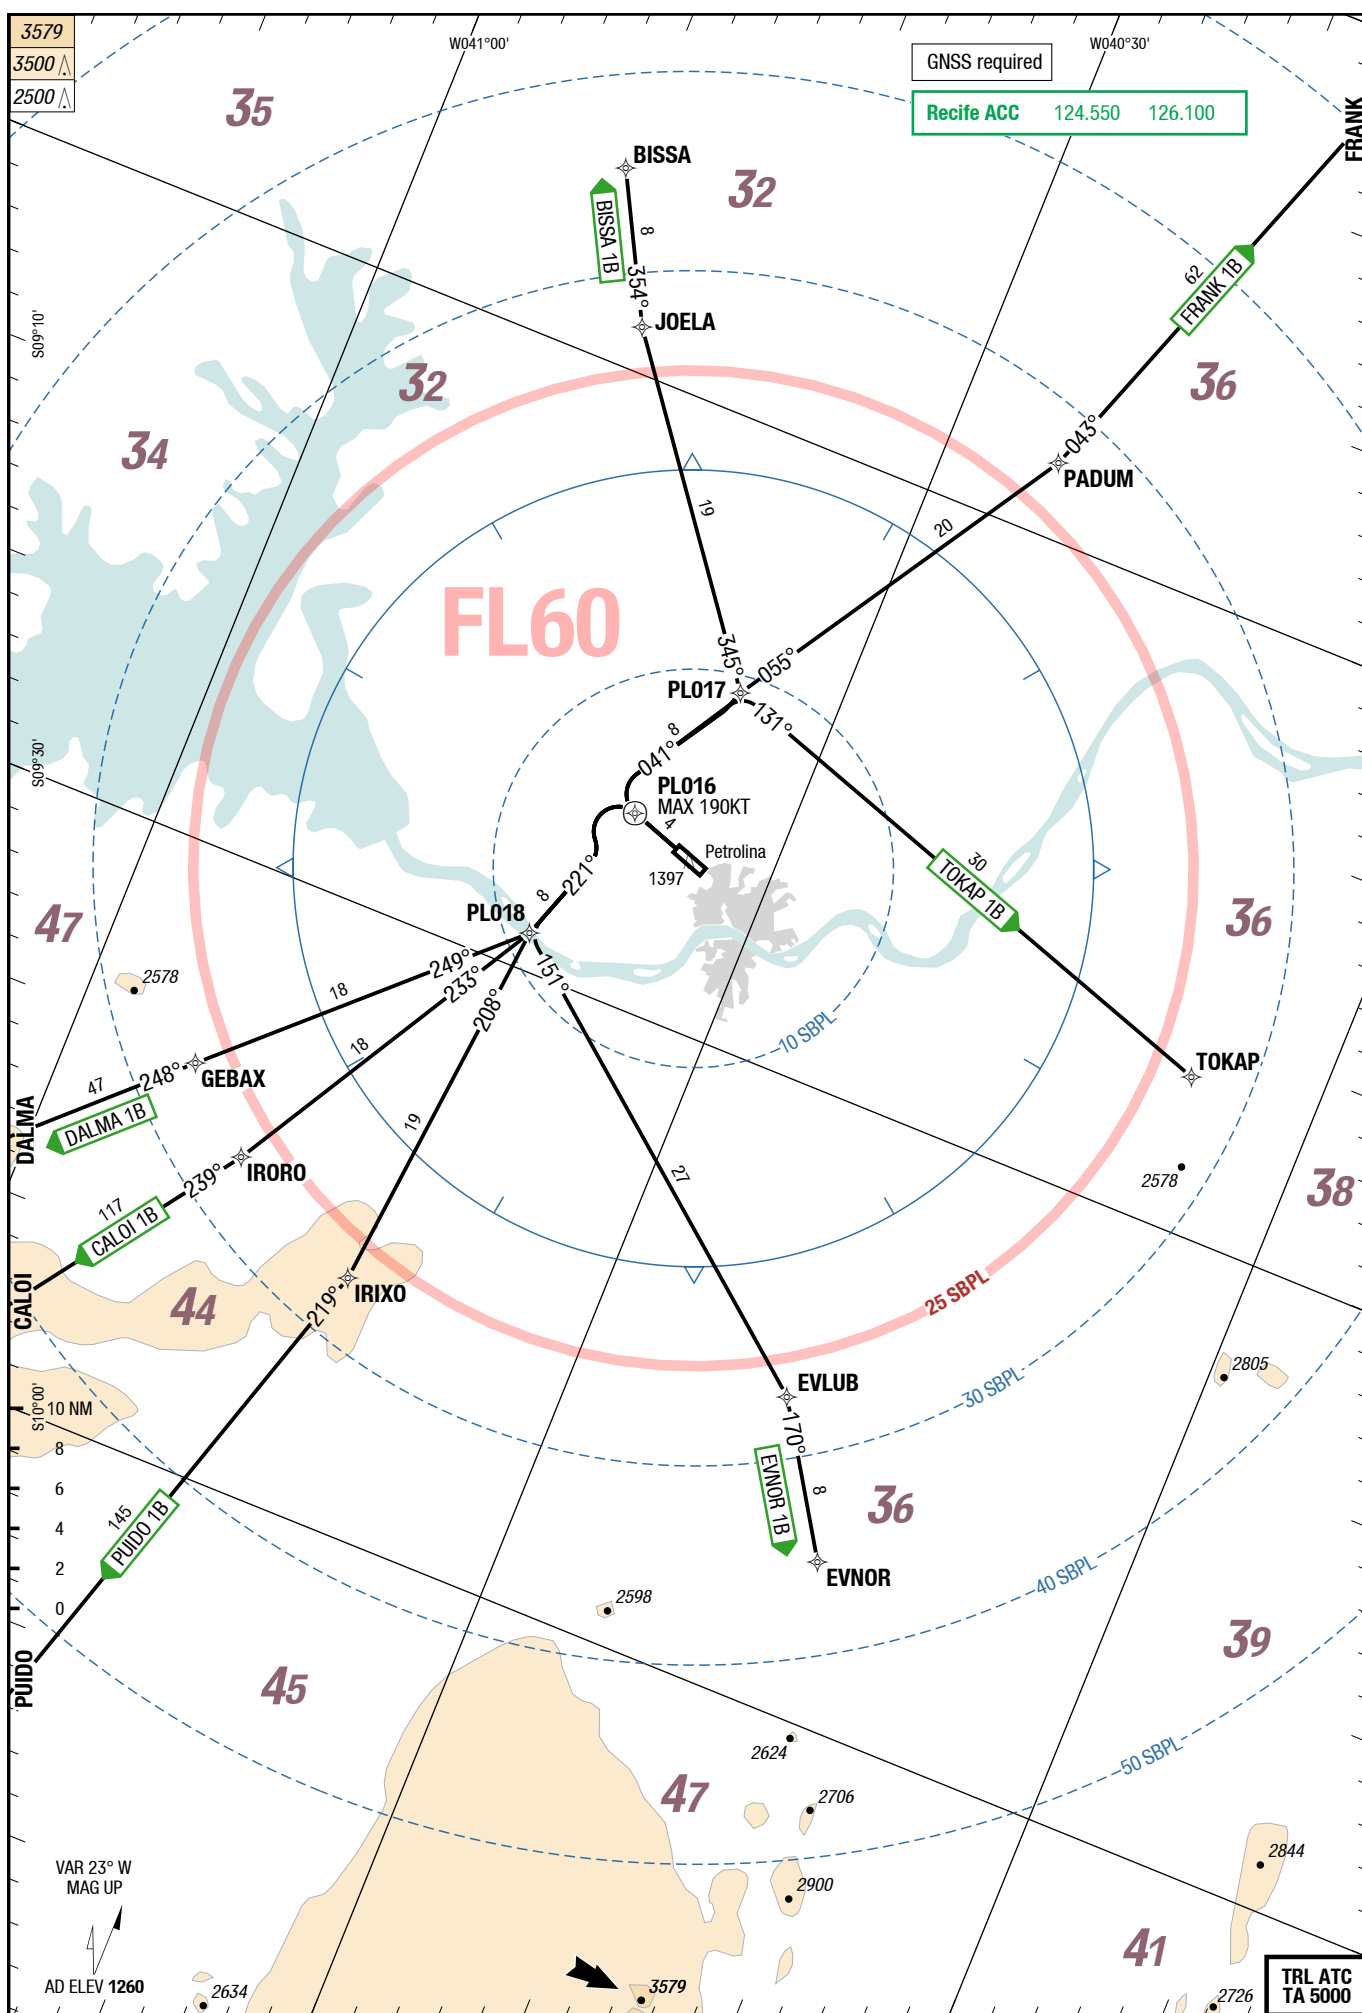 3579
3500
2500
W041°00'
W040°30'
GNSS required
Recife ACC 124.550 126.100
35
32
FRANK
BISSA
BISSA 1B
8
354°
JOELA
62
FRANK 1B
S09°10'
32
36
34
043°
PADUM
19
20
FL60
345°
055°
PL017
131°
8
041°
S09°30'
PL016
MAX 190KT
4
Petrolina
1397
30
TOKAP 1B
221°
8
PL018
47
36
249°
233°
208°
151°
2578
18
18
10 SBPL
TOKAP
GEBAX
248°
47
DALMA 1B
DALMA
19
27
IRORO
239°
2578
38
117
CALOI 1B
CALOI
44
IRIXO
219°
25 SBPL
2805
30 SBPL
EVLUB
170°
S10°00'
10 NM
8
6
4
2
0
EVNOR 1B
8
36
145
PUIDO 1B
EVNOR
40 SBPL
2598
PUIDO
45
39
2624
50 SBPL
47
2706
2844
VAR 23° W
MAG UP
2900
41
AD ELEV 1260
2634
3579
2726
TRL ATC
TA 5000